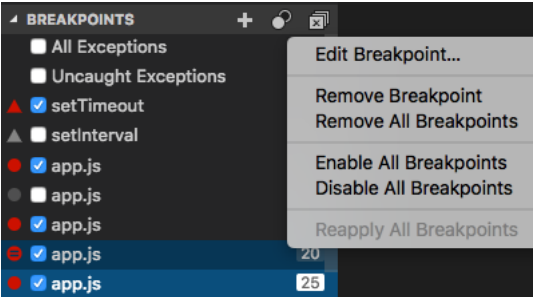 BREAKPOINTS
All Exceptions
Uncaught Exceptions
setTimeout
setInterval
app.js
app.js
app.js
app.js 20
app.js 25
Edit Breakpoint...
Remove Breakpoint
Remove All Breakpoints
Enable All Breakpoints
Disable All Breakpoints
Reapply All Breakpoints